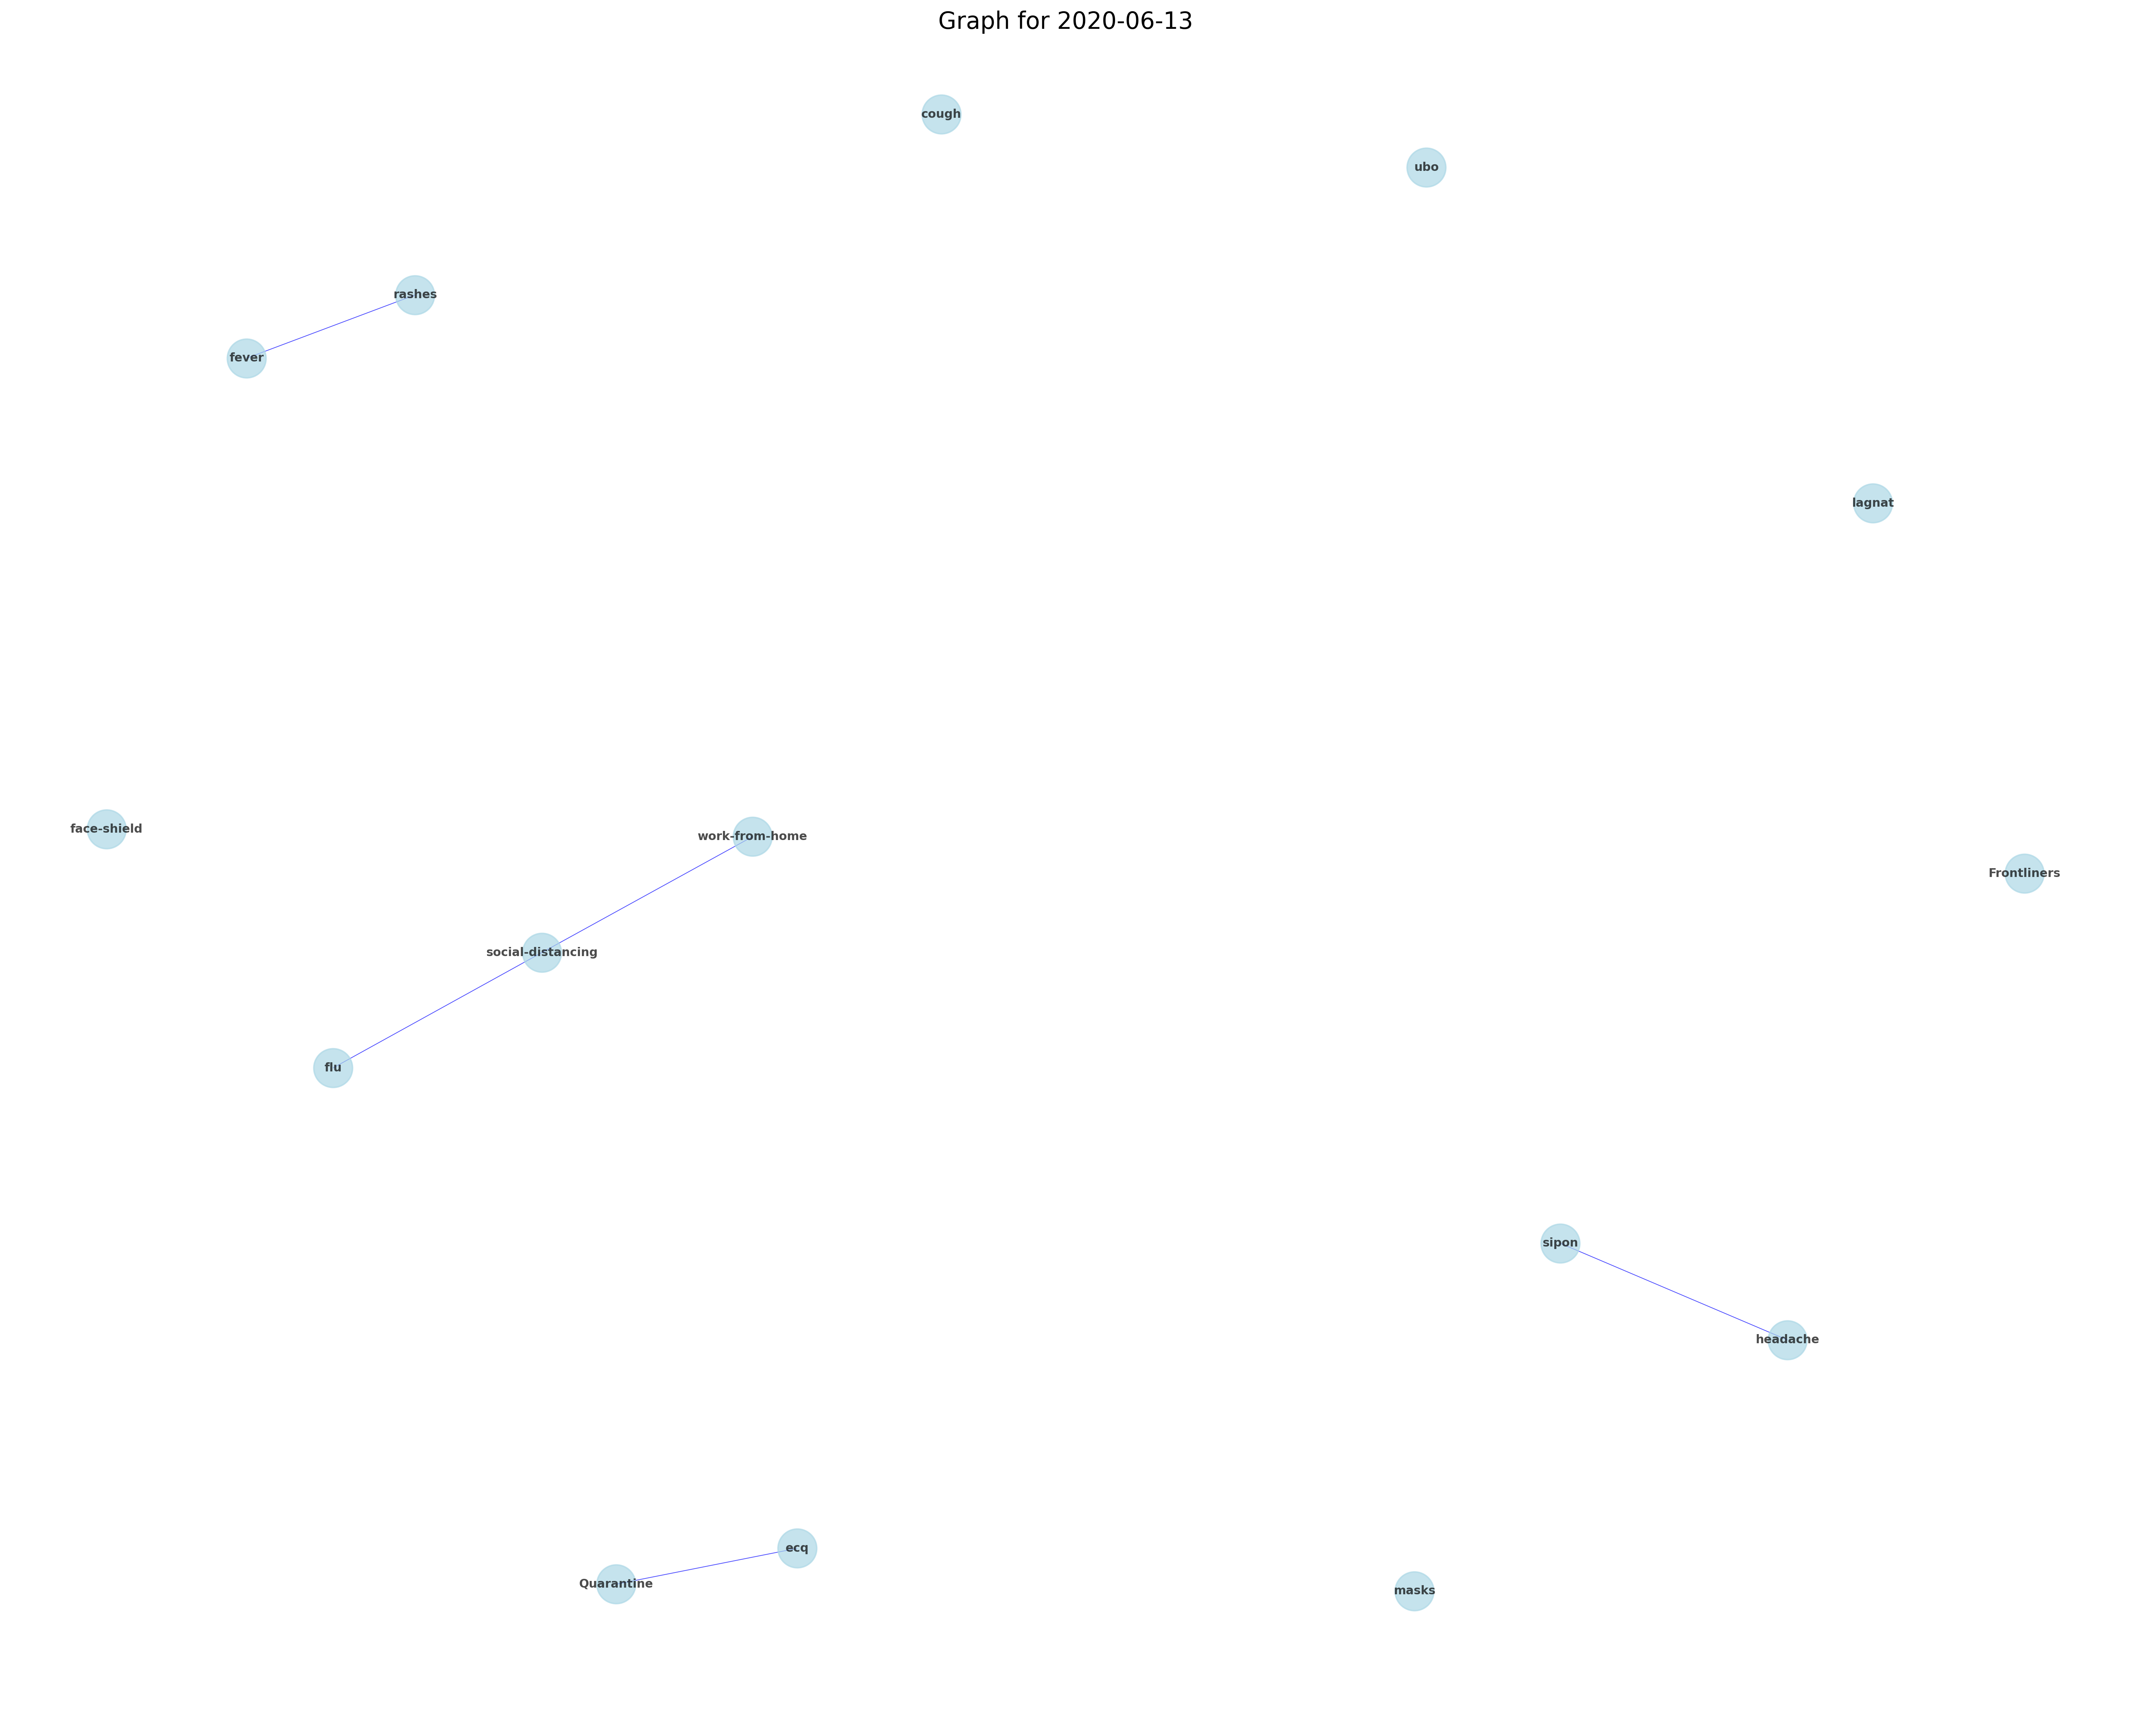 Graph for 2020-06-13
cough
ubo
rashes
fever
lagnat
face-shield
work-from-home
Frontliners
social-distancing
flu
sipon
headache
ecq
Quarantine
masks